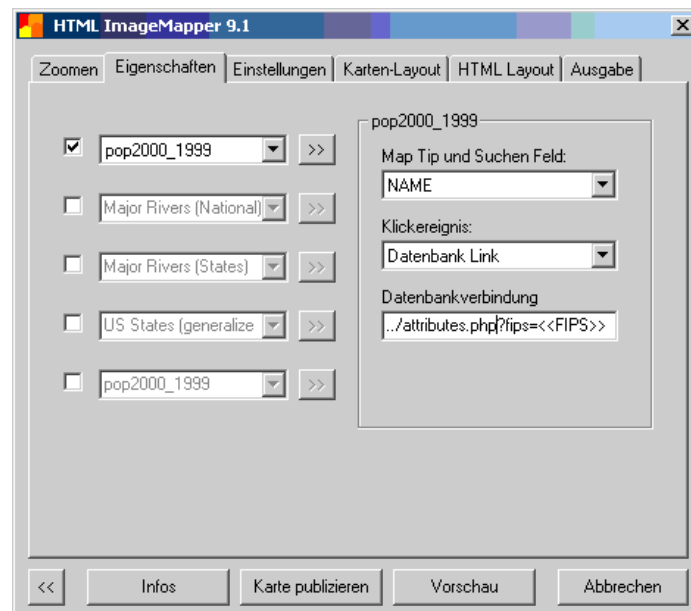 HTML ImageMapper 9.1
Zoomen Eigenschaften Einstellungen Karten-Layout HTML Layout Ausgabe
pop2000_1999 >>
Major Rivers (National) >>
Major Rivers (States) >>
US States (generalize >>
pop2000_1999 >>
pop2000_1999
Map Tip und Suchen Feld:
NAME
Klickereignis:
Datenbank Link
Datenbankverbindung
../attributes.php?fips=<<FIPS>>
<< Infos Karte publizieren Vorschau Abbrechen